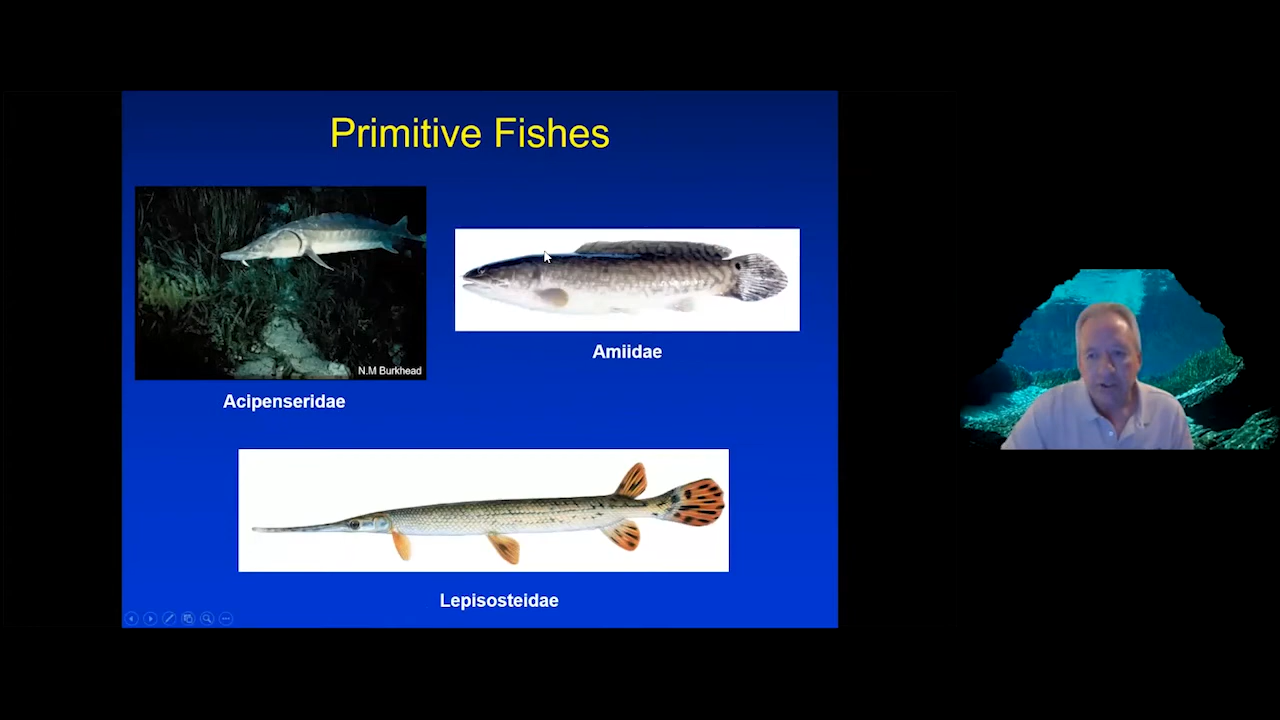 Primitive Fishes
N.M Burkhead
Acipenseridae
Amiidae
Lepisosteidae